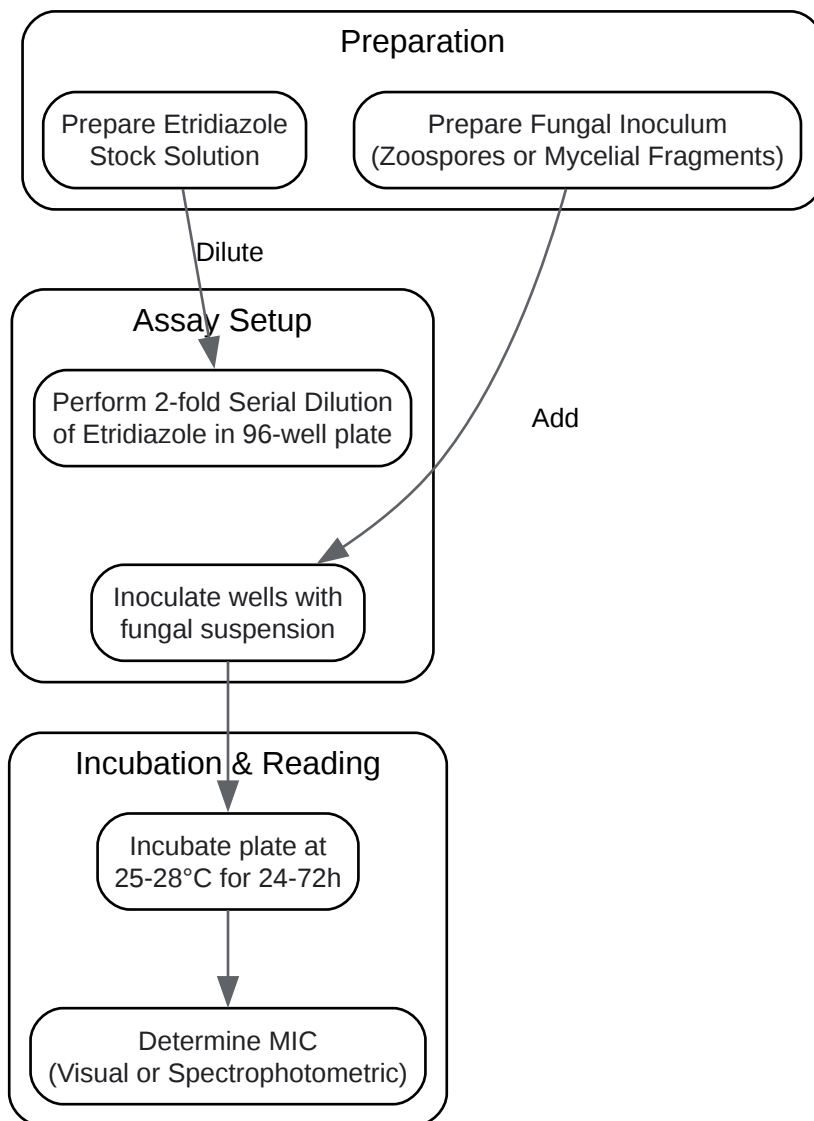 Preparation
Prepare Etridiazole
Stock Solution
Prepare Fungal Inoculum
(Zoospores or Mycelial Fragments)
Dilute
Assay Setup
Perform 2-fold Serial Dilution
of Etridiazole in 96-well plate
Add
Inoculate wells with
fungal suspension
Incubation & Reading
Incubate plate at
25-28°C for 24-72h
Determine MIC
(Visual or Spectrophotometric)